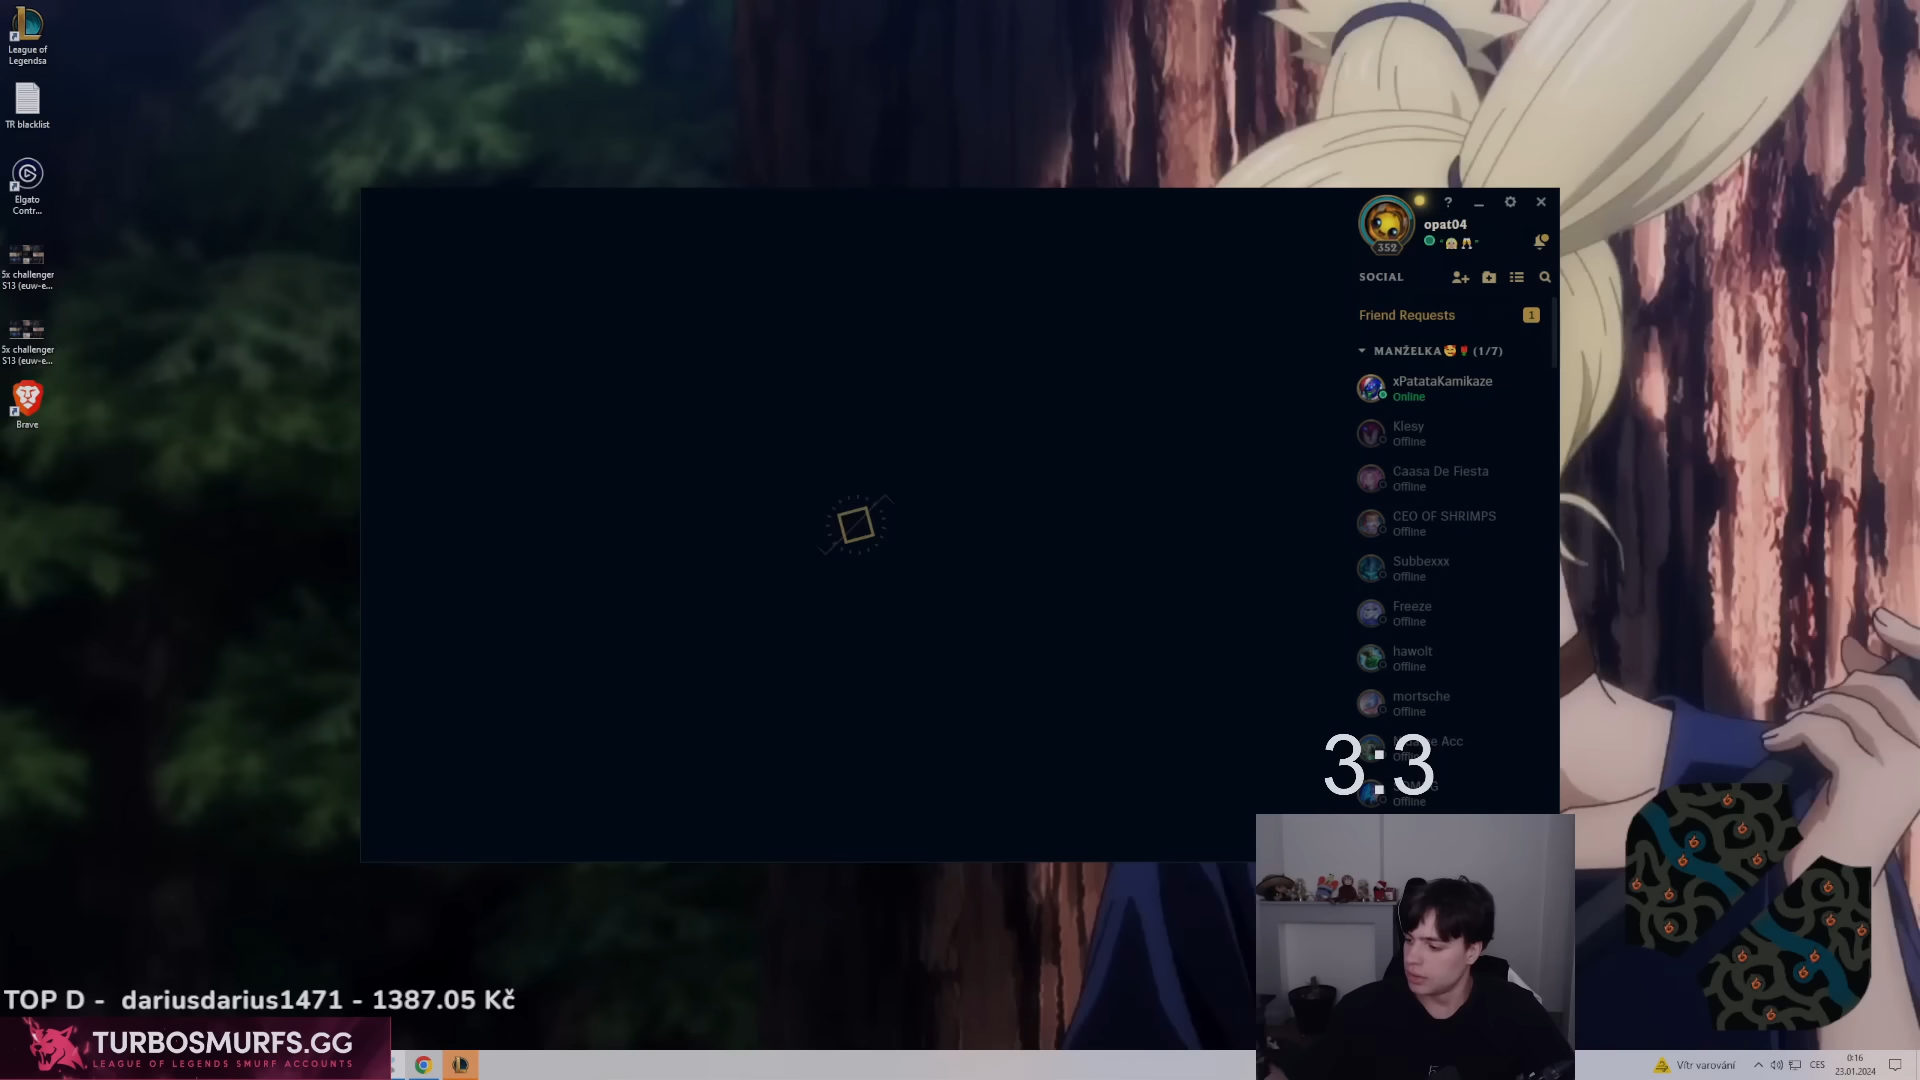 League of
Legendsa
TR blacklist
Elgato
Contr...
5x challenger
S13 (euw-e...
5x challenger
S13 (euw-e...
Brave
?
opat04
352
SOCIAL
Friend Requests
1
MANŽELKA🥰🌹 (1/7)
xPatataKamikaze
Online
Klesy
Offline
Caasa De Fiesta
Offline
CEO OF SHRIMPS
Offline
Subbexxx
Offline
Freeze
Offline
hawolt
Offline
mortsche
Offline
Acc
Offline
3:3
TOP D - dariusdarius1471 - 1387.05 Kč
TURBOSMURFS.GG
LEAGUE OF LEGENDS SMURF ACCOUNTS
Vítr varování
CES
0:16
23.01.2024